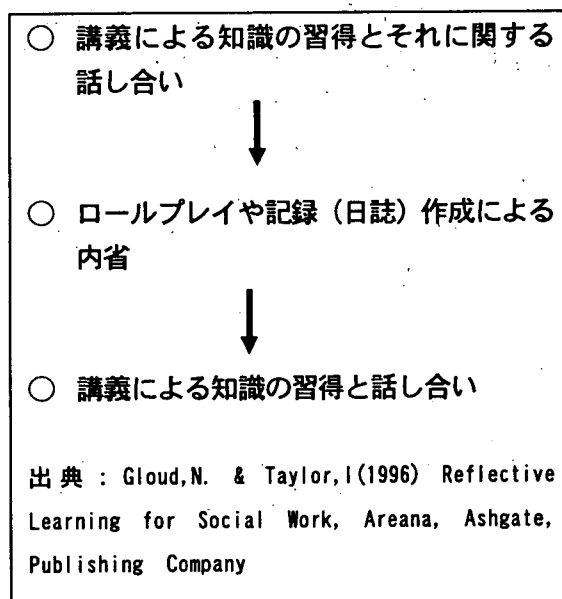 ○ 講義による知識の習得とそれに関する
話し合い
○ ロールプレイや記録（日誌）作成による
内省
○ 講義による知識の習得と話し合い
出典：Gloud,N. & Taylor,I(1996) Reflective
Learning for Social Work, Areana, Ashgate,
Publishing Company